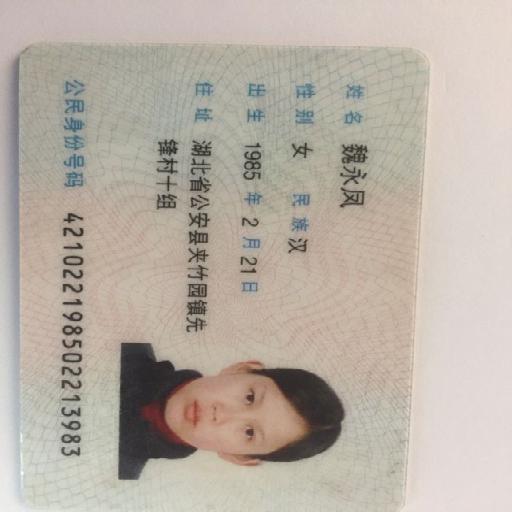 姓名 魏永凤
性别 女 民族 汉
出生 1985 年 2 月 21 日
住址 湖北省公安县夹竹园镇先
锋村十组
公民身份号码 421022198502213983